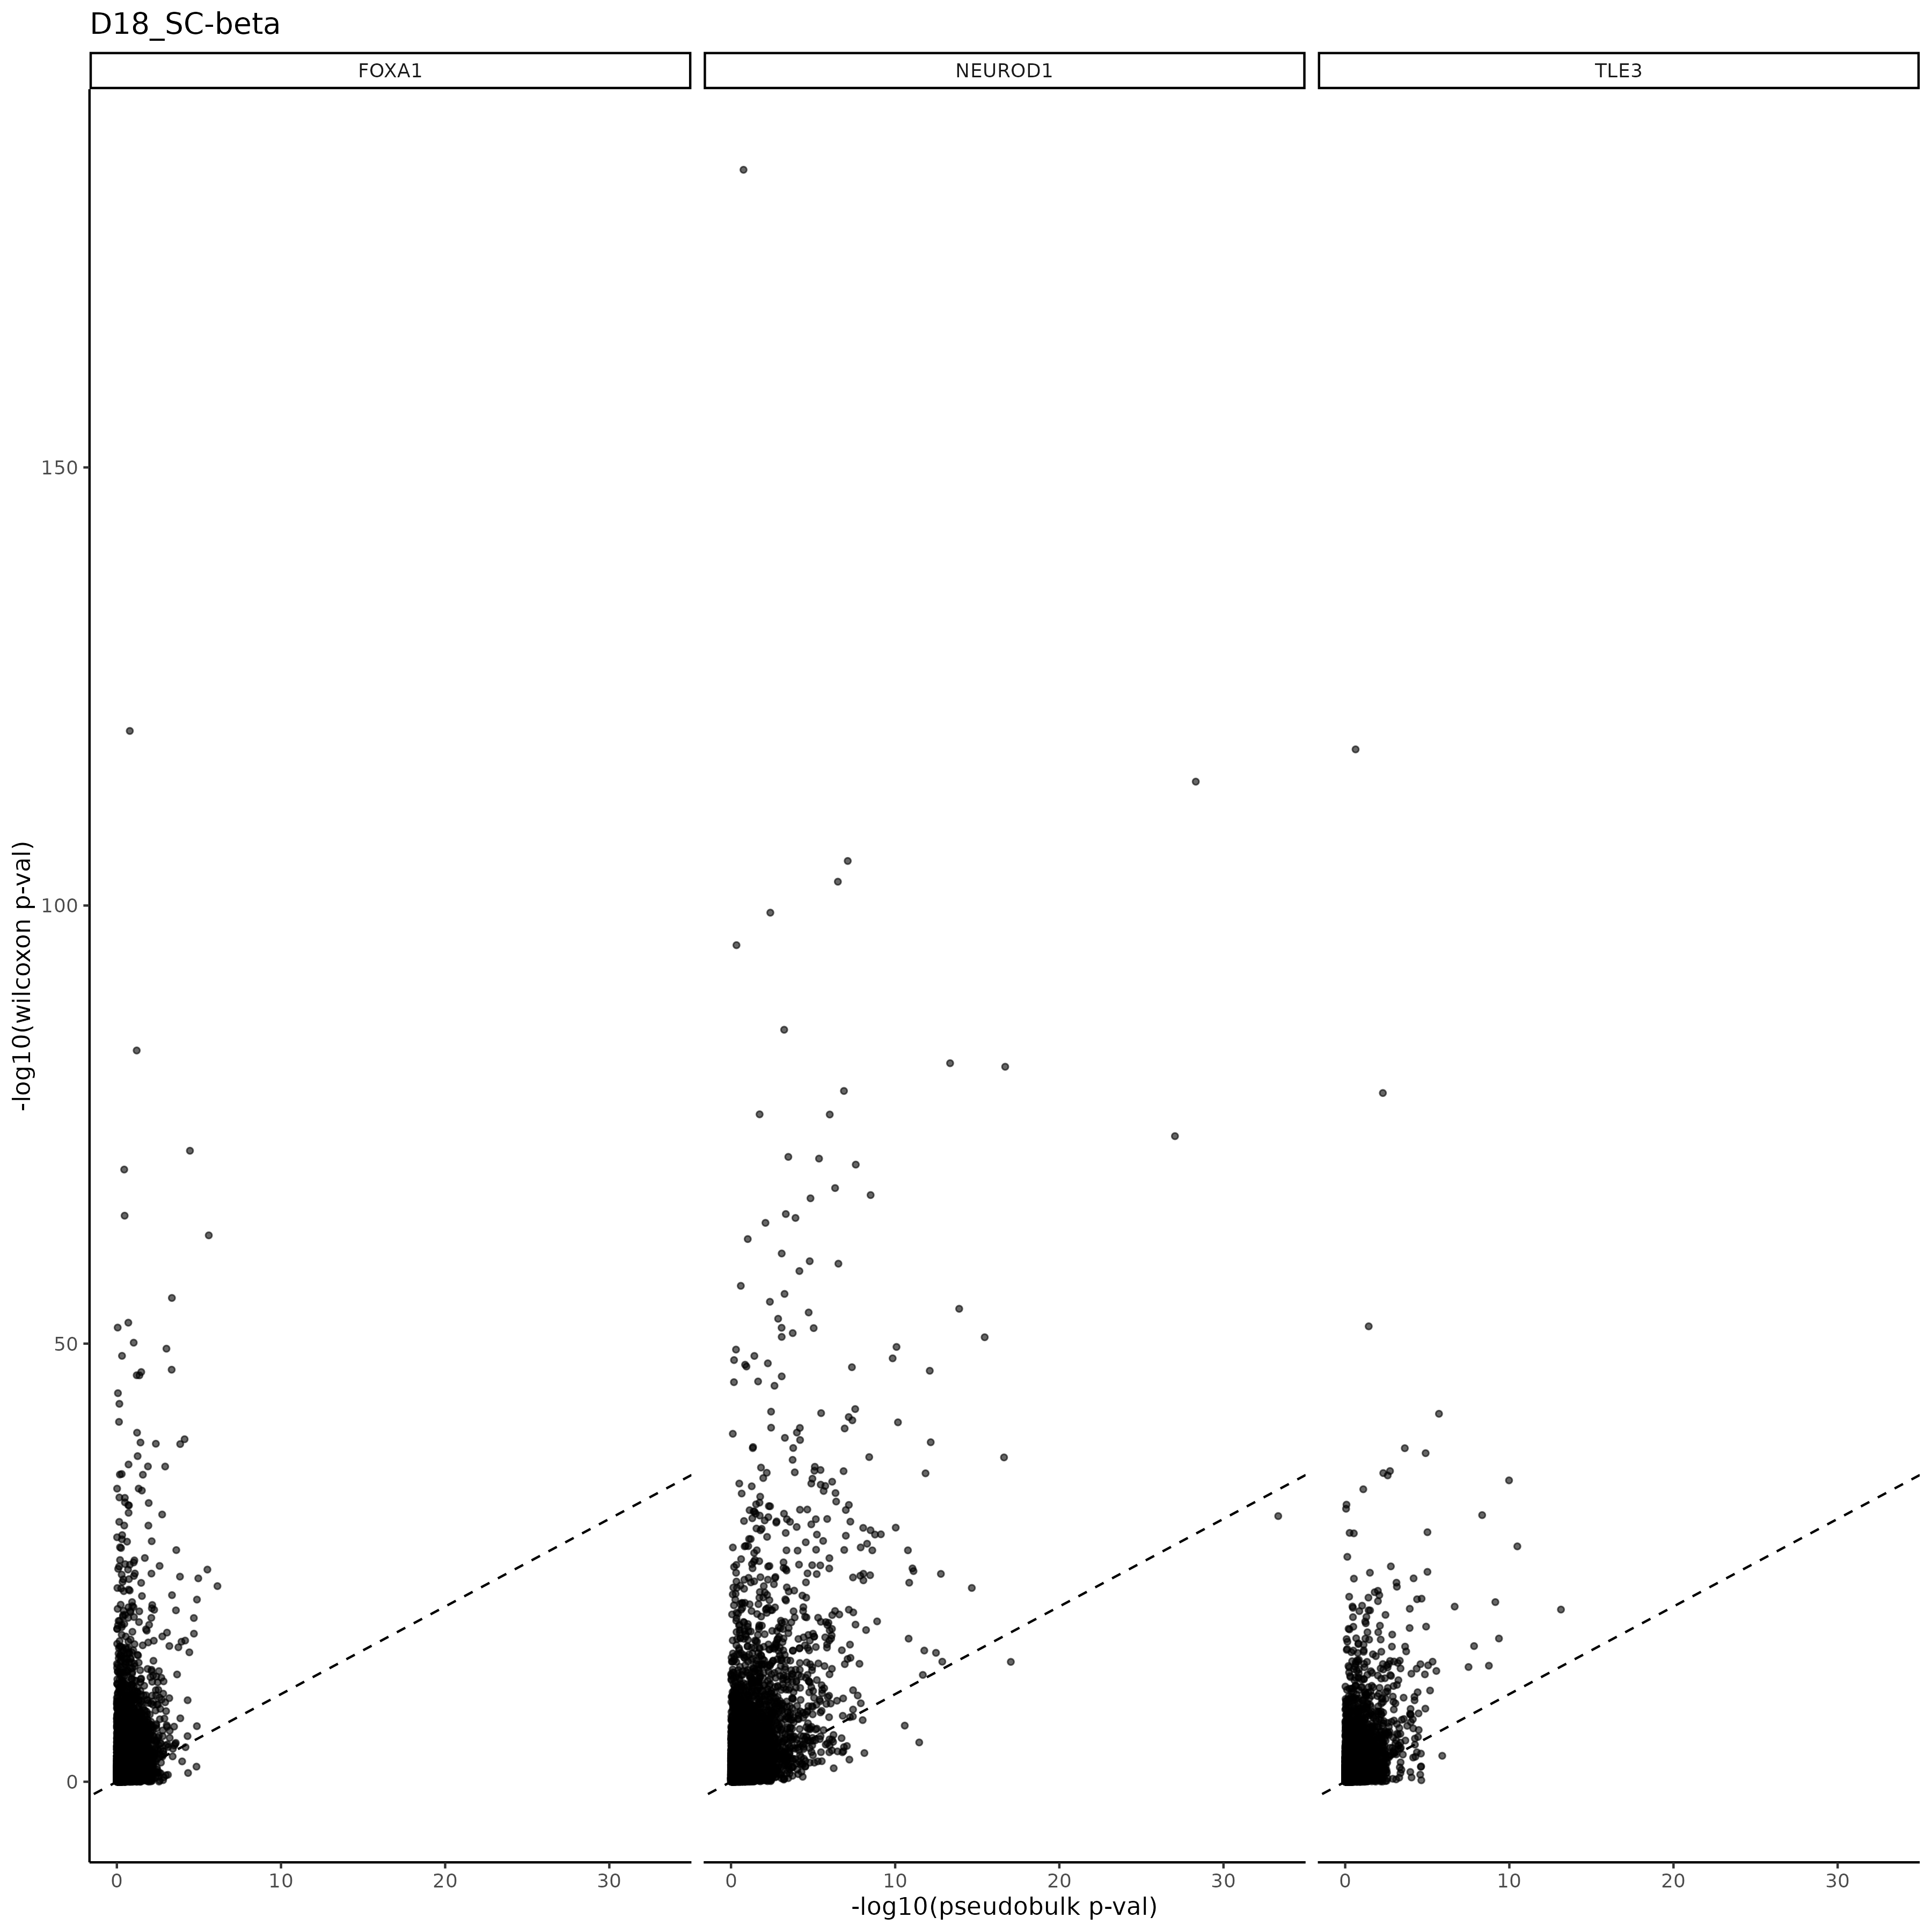 D18_SC-beta
FOXA1
NEUROD1
TLE3
-log10(wilcoxon p-val)
150
100
50
0
0 10 20 30
0 10 20 30
0 10 20 30
-log10(pseudobulk p-val)